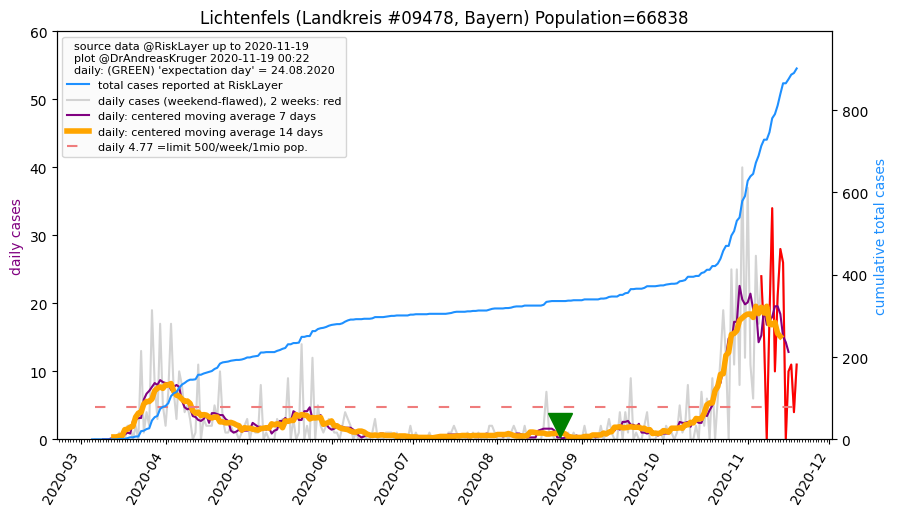 Lichtenfels (Landkreis #09478, Bayern) Population=66838
source data @RiskLayer up to 2020-11-19
plot @DrAndreasKruger 2020-11-19 00:22
daily: (GREEN) 'expectation day' = 24.08.2020
total cases reported at RiskLayer
daily cases (weekend-flawed), 2 weeks: red
daily: centered moving average 7 days
daily: centered moving average 14 days
daily 4.77 =limit 500/week/1mio pop.
daily cases
60
50
40
30
20
10
0
cumulative total cases
800
600
400
200
0
2020-03
2020-04
2020-05
2020-06
2020-07
2020-08
2020-09
2020-10
2020-11
2020-12